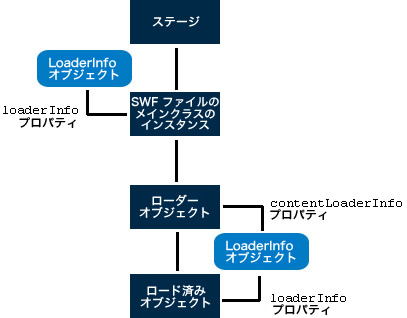 ステージ
LoaderInfo
オブジェクト
loaderInfo
プロパティ
SWF ファイルの
メインクラスの
インスタンス
ローダー
オブジェクト
contentLoaderInfo
プロパティ
LoaderInfo
オブジェクト
ロード済み
オブジェクト
loaderInfo
プロパティ